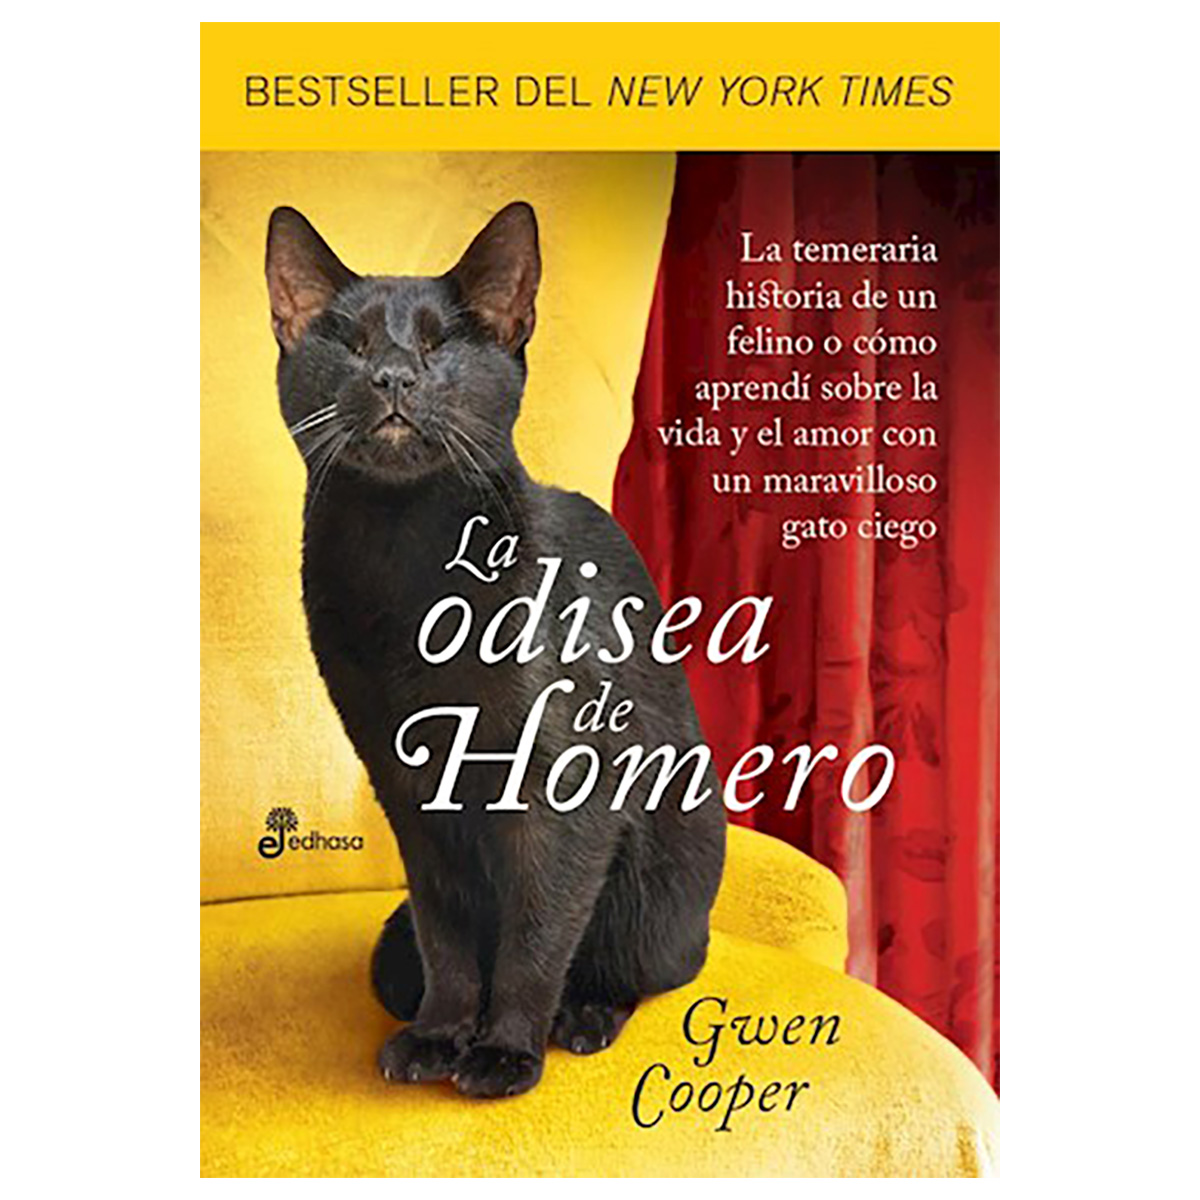 BESTSELLER DEL NEW YORK TIMES
La temeraria
historia de un
felino o cómo
aprendí sobre la
vida y el amor con
un maravilloso
gato ciego
La
odisea
de
Homero
edhasa
Gwen
Cooper